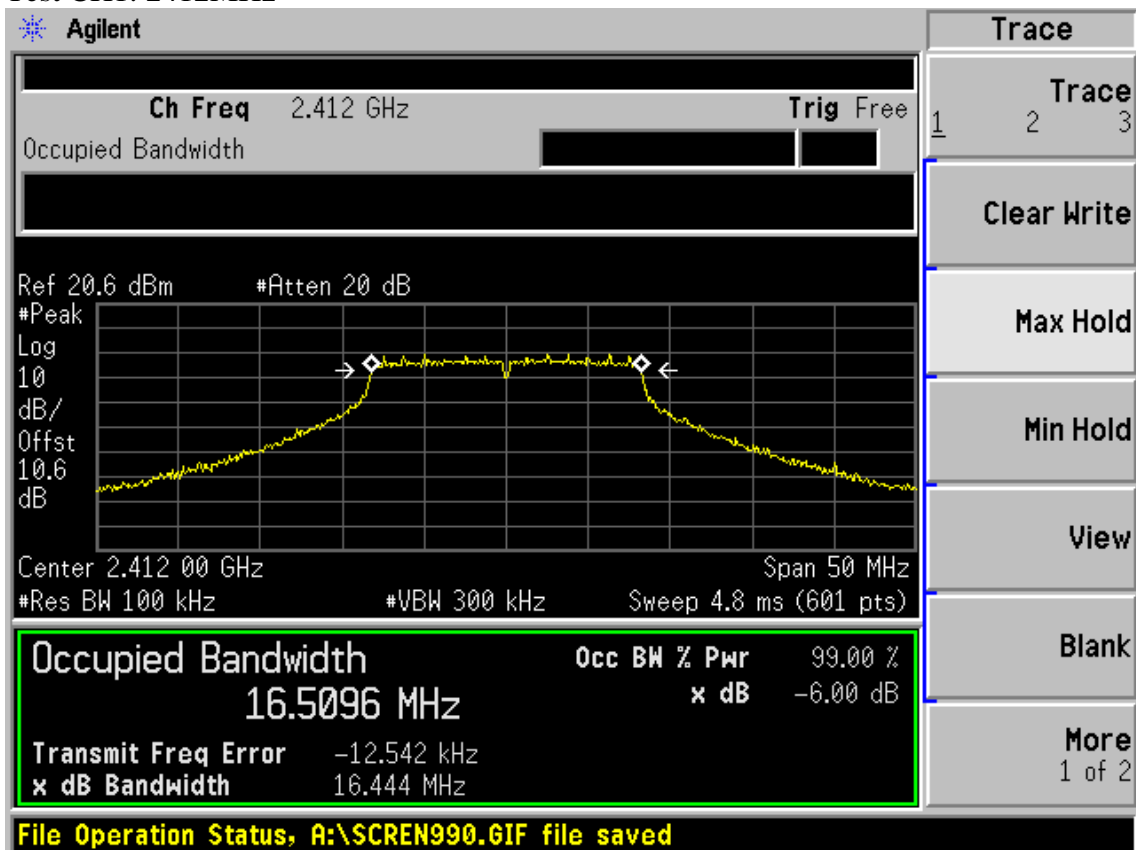 Agilent
Trace
Ch Freq 2.412 GHz Trig Free
Occupied Bandwidth
Trace
1 2 3
Clear Write
Max Hold
Min Hold
View
Blank
More
1 of 2
Ref 20.6 dBm #Atten 20 dB
#Peak
Log
10
dB/
Offst
10.6
dB
Center 2.412 00 GHz Span 50 MHz
#Res BW 100 kHz #VBW 300 kHz Sweep 4.8 ms (601 pts)
Occupied Bandwidth
16.5096 MHz
Occ BW % Pwr 99.00 %
x dB -6.00 dB
Transmit Freq Error -12.542 kHz
x dB Bandwidth 16.444 MHz
File Operation Status, A:\SCREN990.GIF file saved